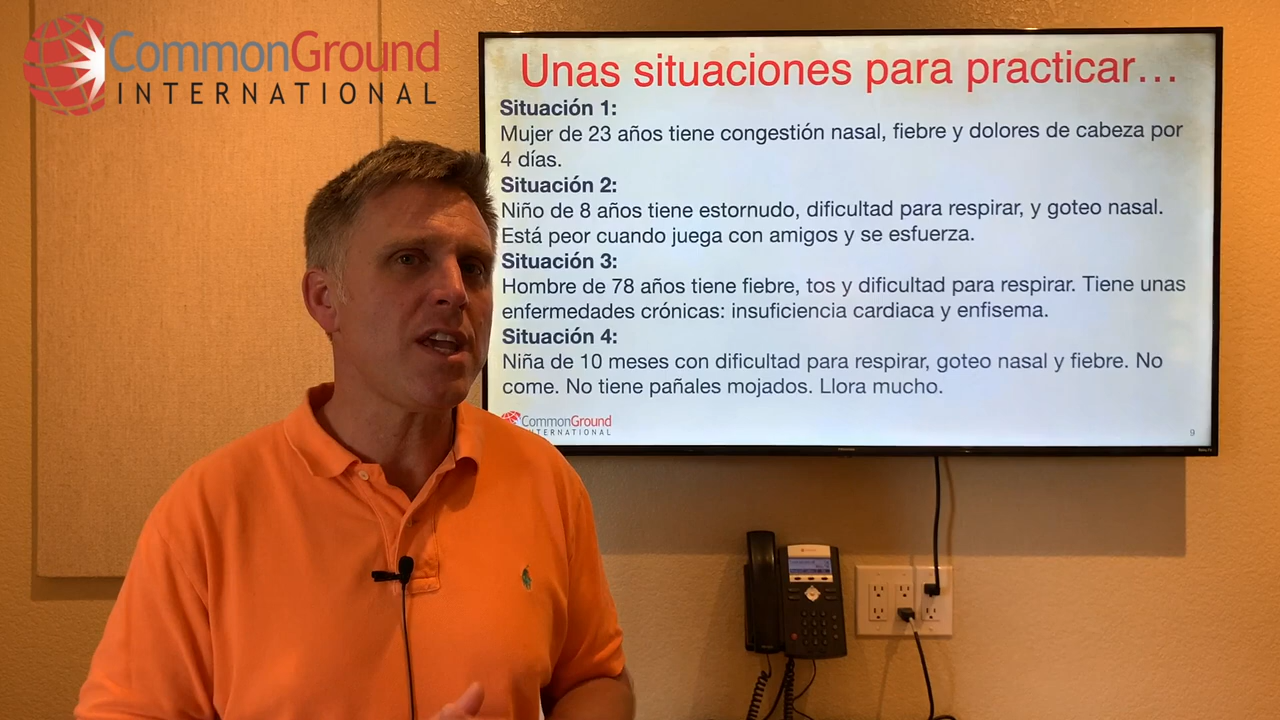 CommonGround
INTERNATIONAL
Unas situaciones para practicar...
Situación 1:
Mujer de 23 años tiene congestión nasal, fiebre y dolores de cabeza por
4 días.
Situación 2:
Niño de 8 años tiene estornudo, dificultad para respirar, y goteo nasal.
Está peor cuando juega con amigos y se esfuerza.
Situación 3:
Hombre de 78 años tiene fiebre, tos y dificultad para respirar. Tiene unas
enfermedades crónicas: insuficiencia cardiaca y enfisema.
Situación 4:
Niña de 10 meses con dificultad para respirar, goteo nasal y fiebre. No
come. No tiene pañales mojados. Llora mucho.
CommonGround
INTERNATIONAL
9